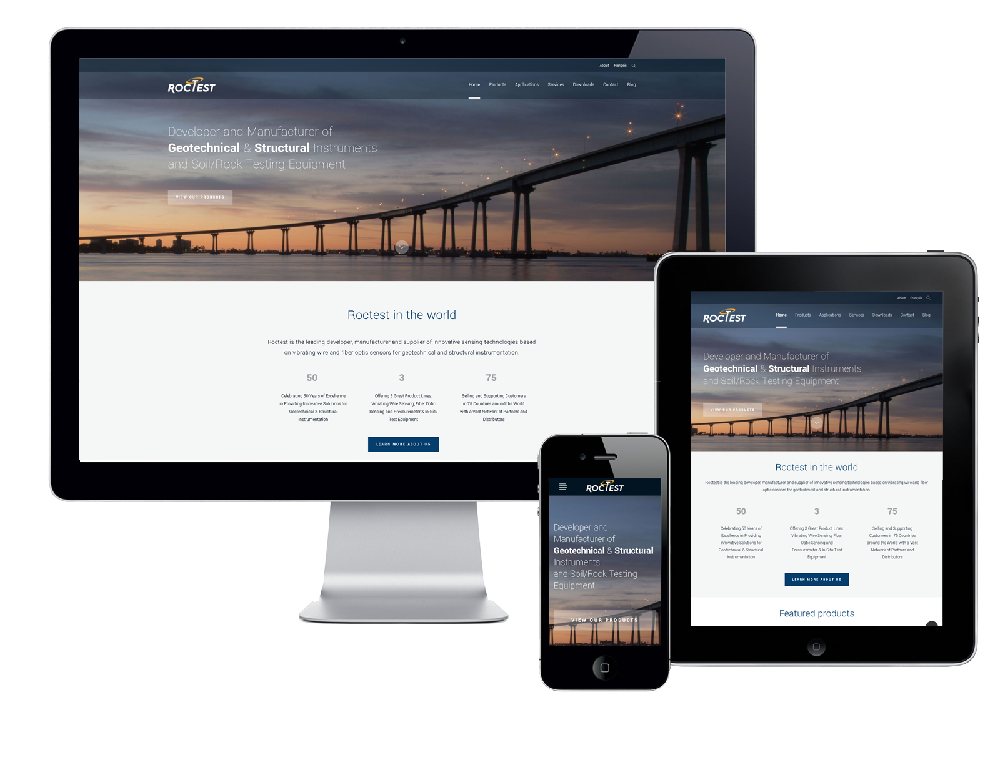 About Français
ROCTEST
Home Products Applications Services Downloads Contact Blog
Developer and Manufacturer of
Geotechnical & Structural Instruments
and Soil/Rock Testing Equipment
VIEW OUR PRODUCTS
Roctest in the world
Roctest is the leading developer, manufacturer and supplier of innovative sensing technologies based
on vibrating wire and fiber optic sensors for geotechnical and structural instrumentation.
50
Celebrating 50 Years of Excellence
in Providing Innovative Solutions for
Geotechnical & Structural
Instrumentation
3
Offering 3 Great Product Lines:
Vibrating Wire Sensing, Fiber Optic
Sensing and Pressuremeter & In-Situ
Test Equipment
75
Selling and Supporting Customers
in 75 Countries around the World
with a Vast Network of Partners and
Distributors
LEARN MORE ABOUT US
ROCTEST
Developer and
Manufacturer of
Geotechnical & Structural
Instruments
and Soil/Rock Testing
Equipment
VIEW OUR PRODUCTS
About Français
ROCTEST
Home Products Applications Services Downloads Contact Blog
Developer and Manufacturer of
Geotechnical & Structural Instruments
and Soil/Rock Testing Equipment
VIEW OUR PRODUCTS
Roctest in the world
Roctest is the leading developer, manufacturer and supplier of innovative sensing technologies based on vibrating wire and fiber
optic sensors for geotechnical and structural instrumentation.
50
Celebrating 50 Years of
Excellence in Providing
Innovative Solutions for
Geotechnical & Structural
Instrumentation
3
Offering 3 Great Product Lines:
Vibrating Wire Sensing, Fiber
Optic Sensing and
Pressuremeter & In-Situ Test
Equipment
75
Selling and Supporting
Customers in 75 Countries
around the World with a Vast
Network of Partners and
Distributors
LEARN MORE ABOUT US
Featured products